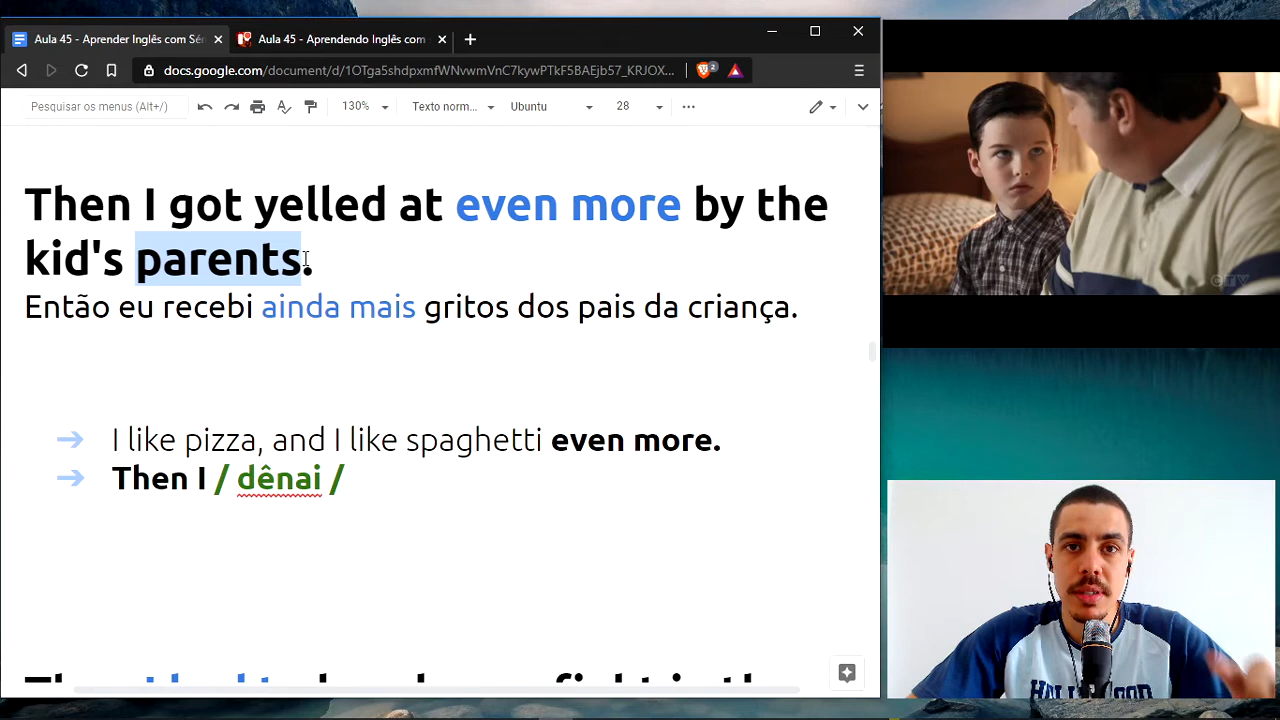 Aula 45 - Aprender Inglês com Sér
Aula 45 - Aprendendo Inglês com
docs.google.com/document/d/1OTga5shdpxmfWNvwmVnC7kywPTkF5BAEjb57_KRJOX...
2
Pesquisar os menus (Alt+/)
130%
Texto norm...
Ubuntu
28
Then I got yelled at even more by the
kid's parents.
Então eu recebi ainda mais gritos dos pais da criança.
➔ I like pizza, and I like spaghetti even more.
➔ Then I / dênai /
CTV